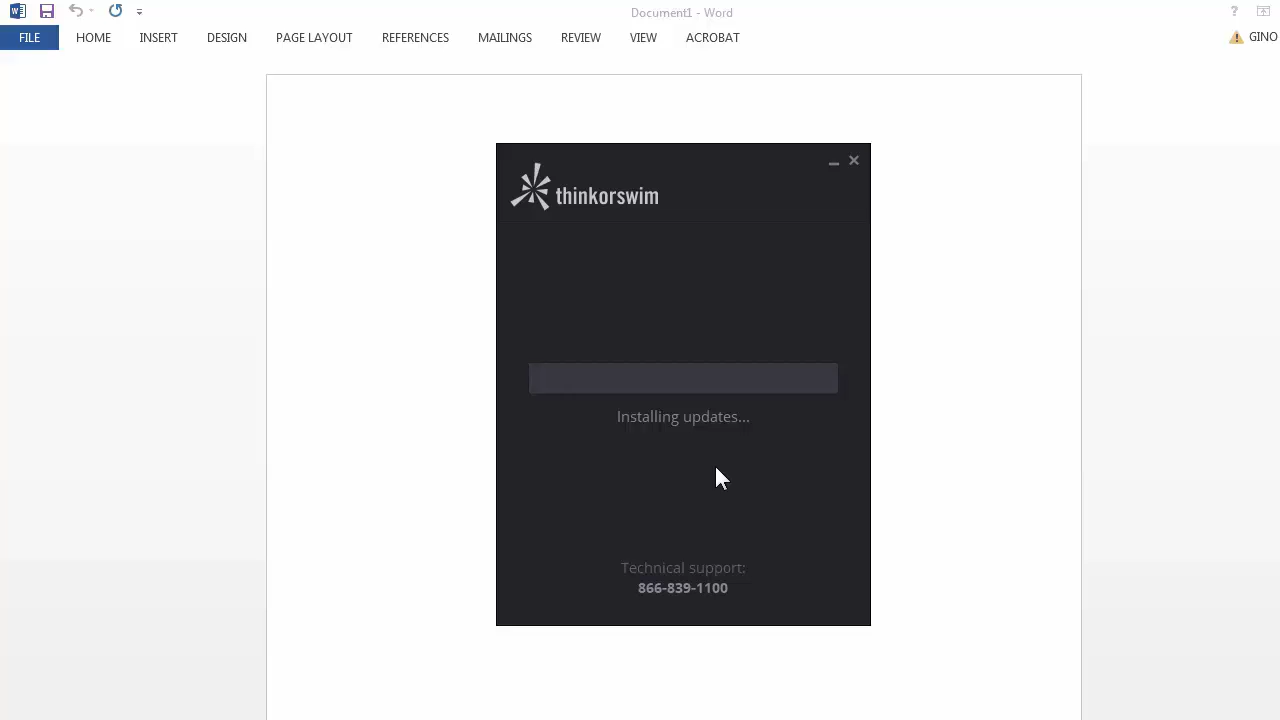 Document1 - Word
?
FILE HOME INSERT DESIGN PAGE LAYOUT REFERENCES MAILINGS REVIEW VIEW ACROBAT GINO
thinkorswim
Installing updates...
Technical support:
866-839-1100